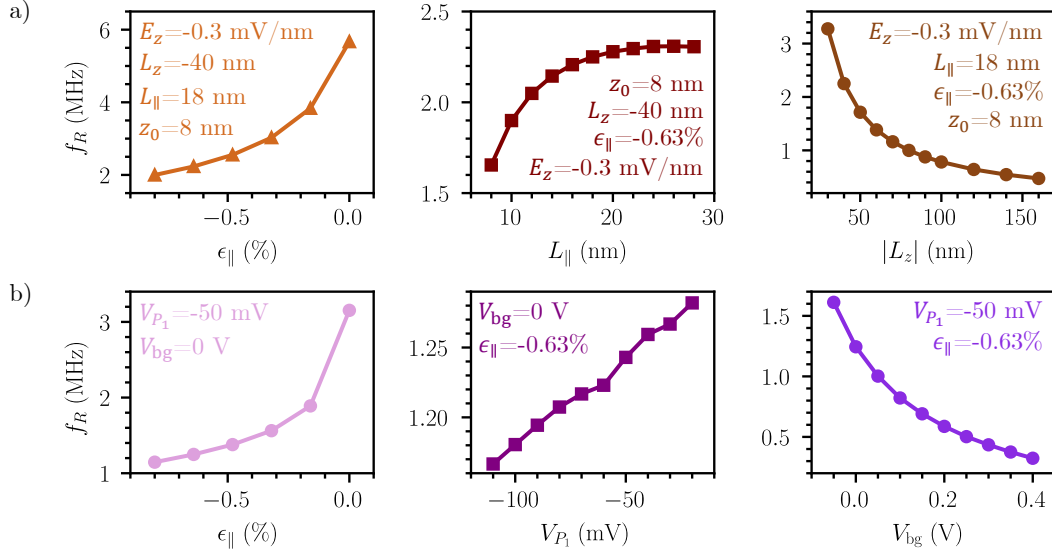 a)
f_R (MHz)
6
4
2
E_z=-0.3 mV/nm
L_z=-40 nm
L_∥=18 nm
z_0=8 nm
−0.5
0.0
ϵ_∥ (%)
2.5
2.0
1.5
z_0=8 nm
L_z=-40 nm
ϵ_∥=-0.63%
E_z=-0.3 mV/nm
10
20
30
L_∥ (nm)
3
2
1
E_z=-0.3 mV/nm
L_∥=18 nm
ϵ_∥=-0.63%
z_0=8 nm
50
100
150
|L_z| (nm)
b)
f_R (MHz)
3
2
1
V_{P_1}=-50 mV
V_bg=0 V
−0.5
0.0
ϵ_∥ (%)
1.25
1.20
V_bg=0 V
ϵ_∥=-0.63%
−100
−50
V_{P_1} (mV)
1.5
1.0
0.5
V_{P_1}=-50 mV
ϵ_∥=-0.63%
0.0
0.2
0.4
V_bg (V)